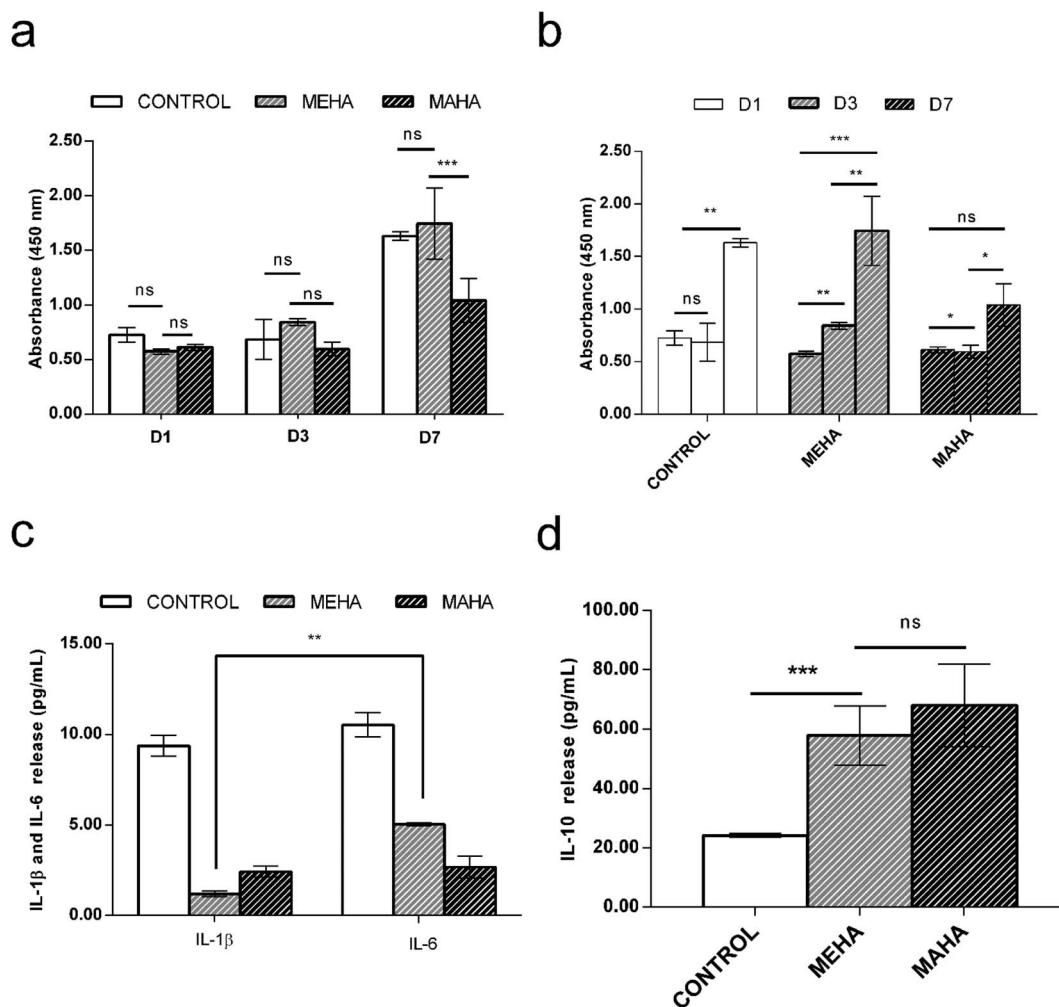 a
CONTROL MEHA MAHA
Absorbance (450 nm)
2.50
2.00
1.50
1.00
0.50
0.00
ns
ns
ns
ns
ns
***
D1 D3 D7
b
D1 D3 D7
Absorbance (450 nm)
2.50
2.00
1.50
1.00
0.50
0.00
ns
**
**
**
***
*
*
ns
CONTROL
MEHA
MAHA
c
CONTROL MEHA MAHA
IL-1β and IL-6 release (pg/mL)
15.00
10.00
5.00
0.00
**
IL-1β IL-6
d
IL-10 release (pg/mL)
100.00
80.00
60.00
40.00
20.00
0.00
***
ns
CONTROL
MEHA
MAHA